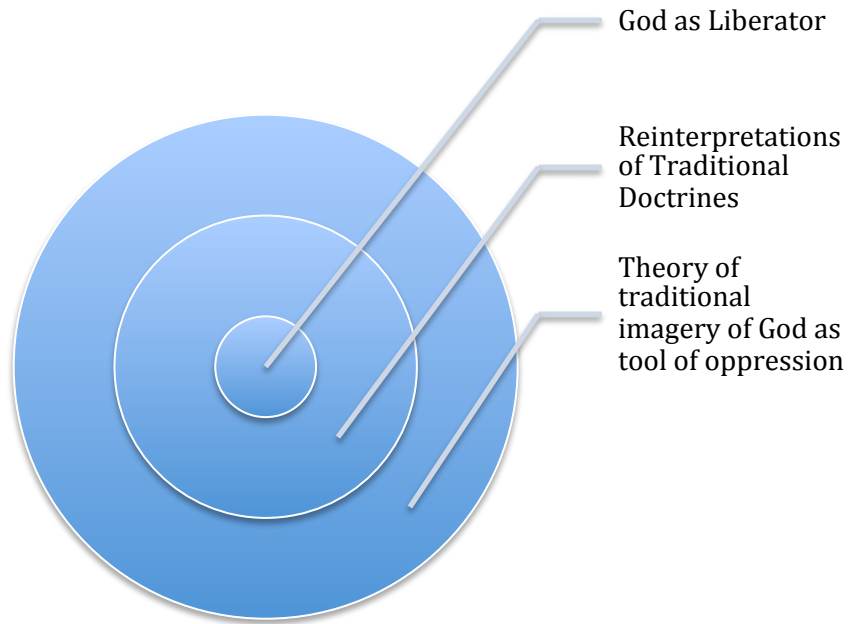 God as Liberator
Reinterpretations
of Traditional
Doctrines
Theory of
traditional
imagery of God as
tool of oppression